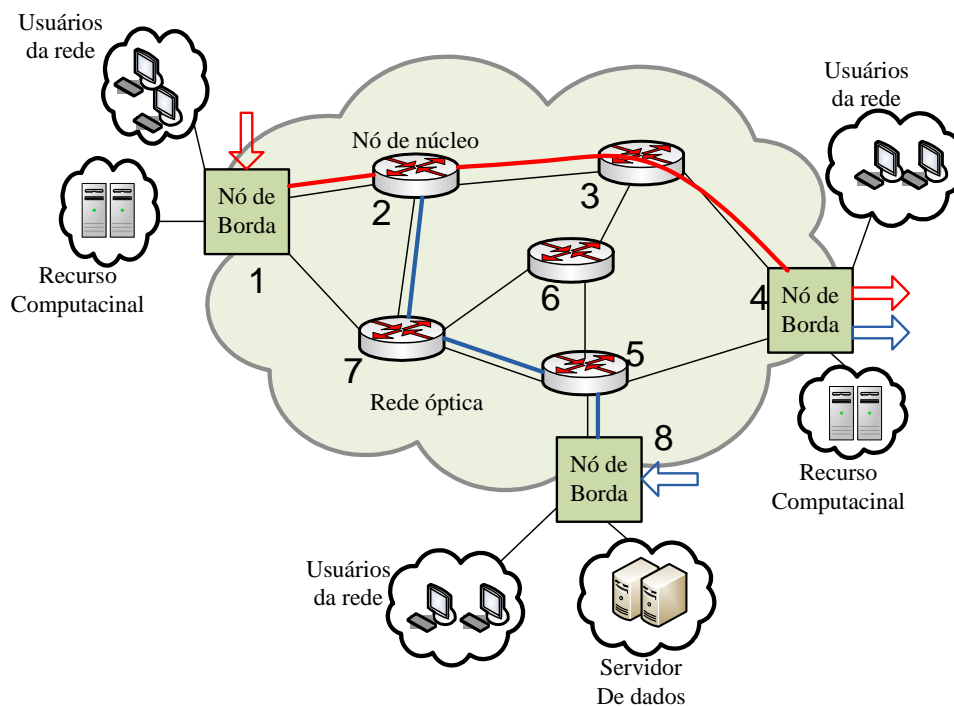 Usuários
da rede
Nó de núcleo
Usuários
da rede
Nó de
Borda
2
3
Recurso
Computacinal
1
6
4
Nó de
Borda
7
5
Rede óptica
8
Nó de
Borda
Recurso
Computacinal
Usuários
da rede
Servidor
De dados